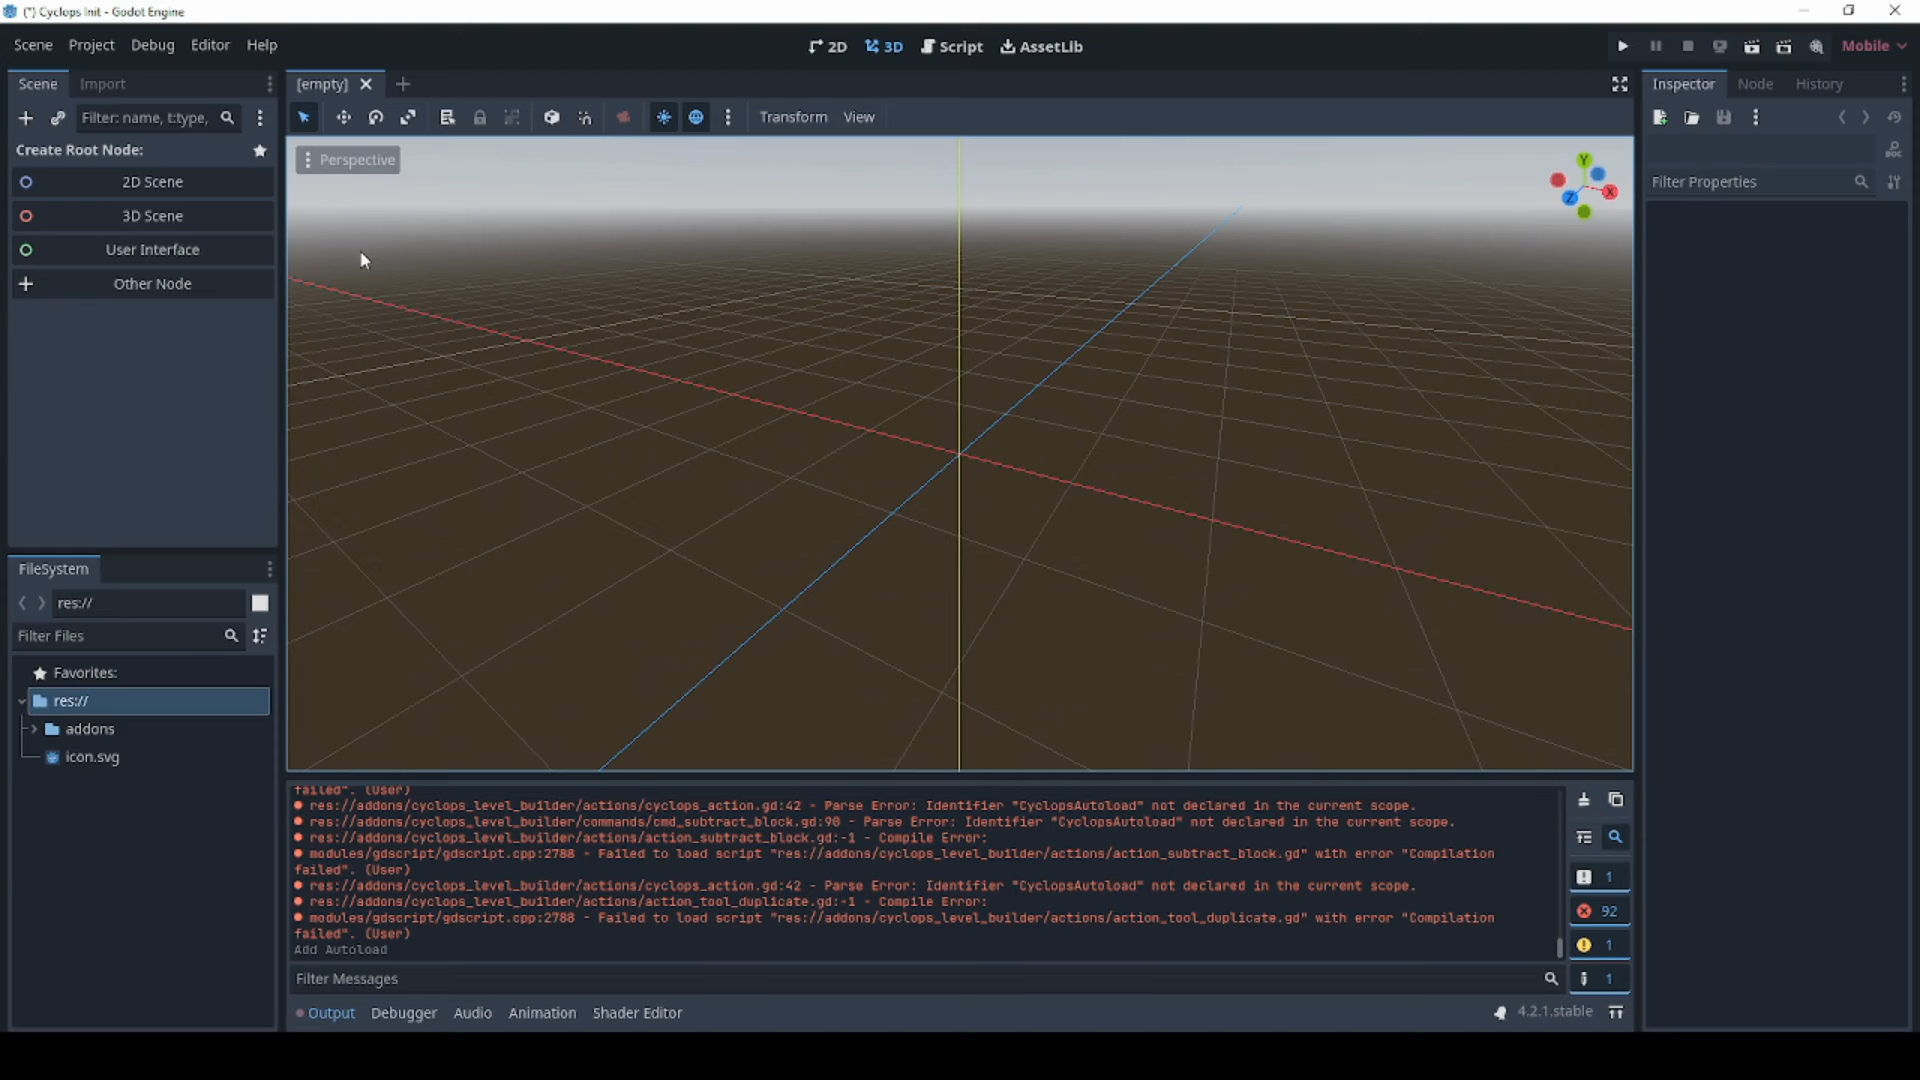 (*) Cyclops Init - Godot Engine
Scene Project Debug Editor Help
2D 3D Script AssetLib
Mobile
Scene Import
[empty]
Inspector Node History
Filter: name, t:type,
Transform View
Create Root Node:
Perspective
2D Scene
3D Scene
User Interface
Other Node
Y
X
Z
DOC
Filter Properties
FileSystem
res://
Filter Files
Favorites:
res://
addons
icon.svg
failed". (User)
res://addons/cyclops_level_builder/actions/cyclops_action.gd:42 - Parse Error: Identifier "CyclopsAutoload" not declared in the current scope.
res://addons/cyclops_level_builder/commands/cmd_subtract_block.gd:90 - Parse Error: Identifier "CyclopsAutoload" not declared in the current scope.
res://addons/cyclops_level_builder/actions/action_subtract_block.gd:-1 - Compile Error:
modules/gdscript/gdscript.cpp:2788 - Failed to load script "res://addons/cyclops_level_builder/actions/action_subtract_block.gd" with error "Compilation
failed". (User)
res://addons/cyclops_level_builder/actions/cyclops_action.gd:42 - Parse Error: Identifier "CyclopsAutoload" not declared in the current scope.
res://addons/cyclops_level_builder/actions/action_tool_duplicate.gd:-1 - Compile Error:
modules/gdscript/gdscript.cpp:2788 - Failed to load script "res://addons/cyclops_level_builder/actions/action_tool_duplicate.gd" with error "Compilation
failed". (User)
Add Autoload
1
92
1
1
Filter Messages
Output Debugger Audio Animation Shader Editor
4.2.1.stable